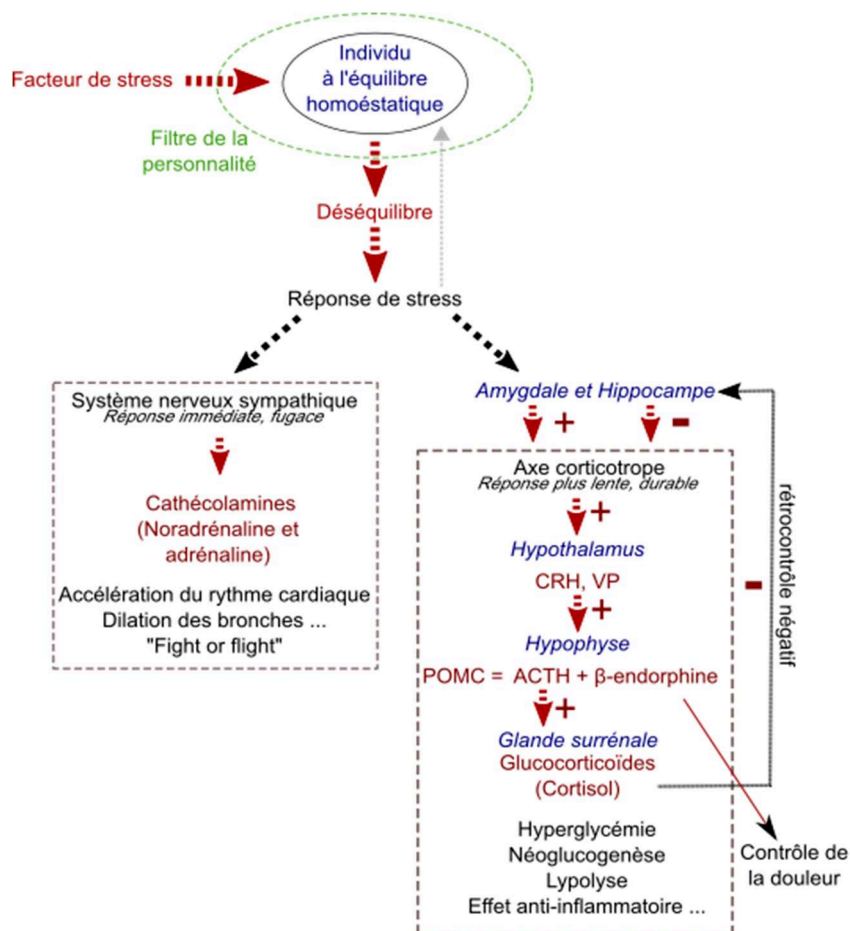 Individu
à l'équilibre
homoéstatique
Facteur de stress
Filtre de la
personnalité
Déséquilibre
Réponse de stress
Système nerveux sympathique
Réponse immédiate, fugace
Cathécolamines
(Noradrénaline et
adrénaline)
Accélération du rythme cardiaque
Dilation des bronches ...
"Fight or flight"
Amygdale et Hippocampe
+ -
Axe corticotrope
Réponse plus lente, durable
+
Hypothalamus
CRH, VP
+
Hypophyse
POMC = ACTH + β-endorphine
+
Glande surrénale
Glucocorticoïdes
(Cortisol)
Hyperglycémie
Néoglucogenèse
Lypolyse
Effet anti-inflammatoire ...
-
rétrocontrôle négatif
Contrôle de
la douleur